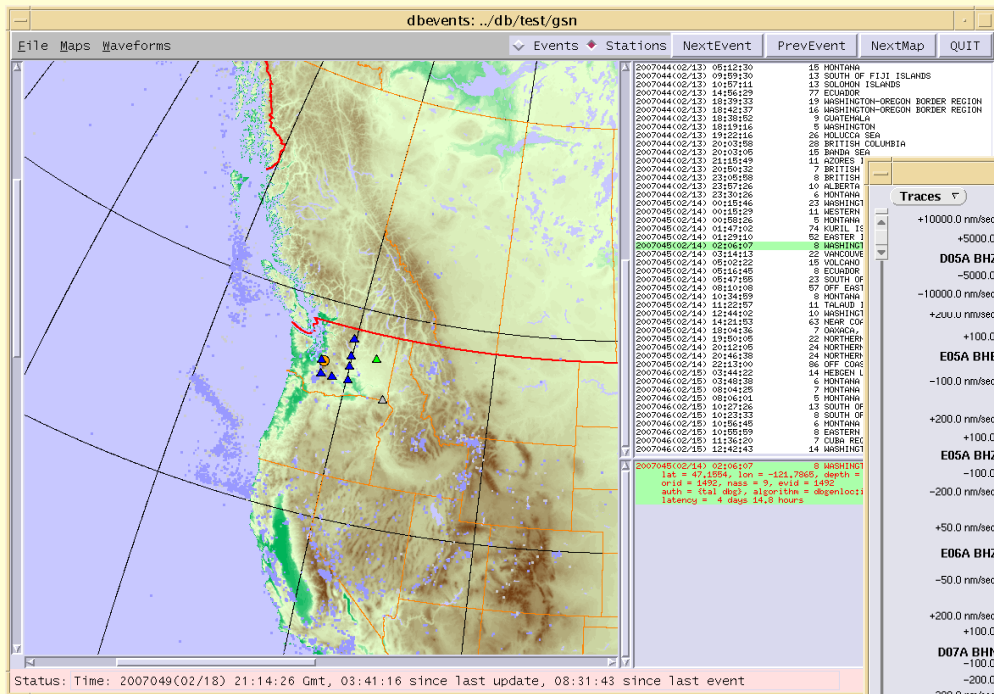 dbevents: ../db/test/gsn
File Maps Waveforms Events Stations NextEvent PrevEvent NextMap QUIT
2007044(02/13) 05:12:30 15 MONTANA
2007044(02/13) 09:59:30 13 SOUTH OF FIJI ISLANDS
2007044(02/13) 10:57:11 13 SOLOMON ISLANDS
2007044(02/13) 14:56:29 77 ECUADOR
2007044(02/13) 18:39:33 19 WASHINGTON-OREGON BORDER REGION
2007044(02/13) 18:42:37 16 WASHINGTON-OREGON BORDER REGION
2007044(02/13) 18:38:52 9 GUATEMALA
2007044(02/13) 18:19:16 5 WASHINGTON
2007044(02/13) 19:22:16 26 MOLUCCA SEA
2007044(02/13) 20:03:58 28 BRITISH COLUMBIA
2007044(02/13) 20:03:05 15 BANDA SEA
2007044(02/13) 21:15:49 11 AZORES I
2007044(02/13) 20:50:32 7 BRITISH
2007044(02/13) 23:05:58 8 BRITISH
2007044(02/13) 23:57:26 10 ALBERTA
2007044(02/13) 23:30:26 6 MONTANA
2007045(02/14) 00:15:46 23 WASHINGT
2007045(02/14) 00:15:29 11 WESTERN
2007045(02/14) 00:58:26 5 MONTANA
2007045(02/14) 01:47:02 74 KURIL IS
2007045(02/14) 01:29:10 52 EASTER I
2007045(02/14) 02:06:07 8 WASHINGT
2007045(02/14) 03:14:13 22 VANCOUVE
2007045(02/14) 05:02:22 15 VOLCANO
2007045(02/14) 05:16:45 8 ECUADOR
2007045(02/14) 05:47:55 23 SOUTH OF
2007045(02/14) 08:10:08 57 OFF EAST
2007045(02/14) 10:34:59 8 MONTANA
2007045(02/14) 11:22:57 11 TALAUD I
2007045(02/14) 12:44:02 10 WASHINGT
2007045(02/14) 14:21:53 63 NEAR COA
2007045(02/14) 18:04:36 7 OAXACA,
2007045(02/14) 19:50:05 22 NORTHERN
2007045(02/14) 20:12:05 24 NORTHERN
2007045(02/14) 20:46:38 24 NORTHERN
2007045(02/14) 22:13:00 86 OFF COAS
2007046(02/15) 03:44:22 14 HEBGEN L
2007046(02/15) 03:48:38 6 MONTANA
2007046(02/15) 08:04:25 7 MONTANA
2007046(02/15) 08:06:01 5 MONTANA
2007046(02/15) 10:27:26 13 SOUTH OF
2007046(02/15) 10:23:33 8 SOUTH OF
2007046(02/15) 10:56:45 6 MONTANA
2007046(02/15) 10:55:59 8 EASTERN
2007046(02/15) 11:36:20 7 CUBA REG
2007046(02/15) 12:42:43 14 WASHINGT
2007045(02/14) 02:06:07 8 WASHINGT
lat = 47.1554, lon = -121.7865, depth =
orid = 1492, nass = 9, evid = 1492
auth = {tal dbg}, algorithm = dbgenloc:i
latency = 4 days 14.8 hours
Traces
+10000.0 nm/sec
+5000.0
D05A BHZ
-5000.0
-10000.0 nm/sec
+200.0 nm/sec
+100.0
E05A BHE
-100.0 nm/sec
+200.0 nm/sec
+100.0
E05A BHZ
-100.0
-200.0 nm/sec
+50.0 nm/sec
E06A BHZ
-50.0 nm/sec
+200.0 nm/sec
+100.0
D07A BHN
-100.0
-200.0
Status: Time: 2007049(02/18) 21:14:26 Gmt, 03:41:16 since last update, 08:31:43 since last event